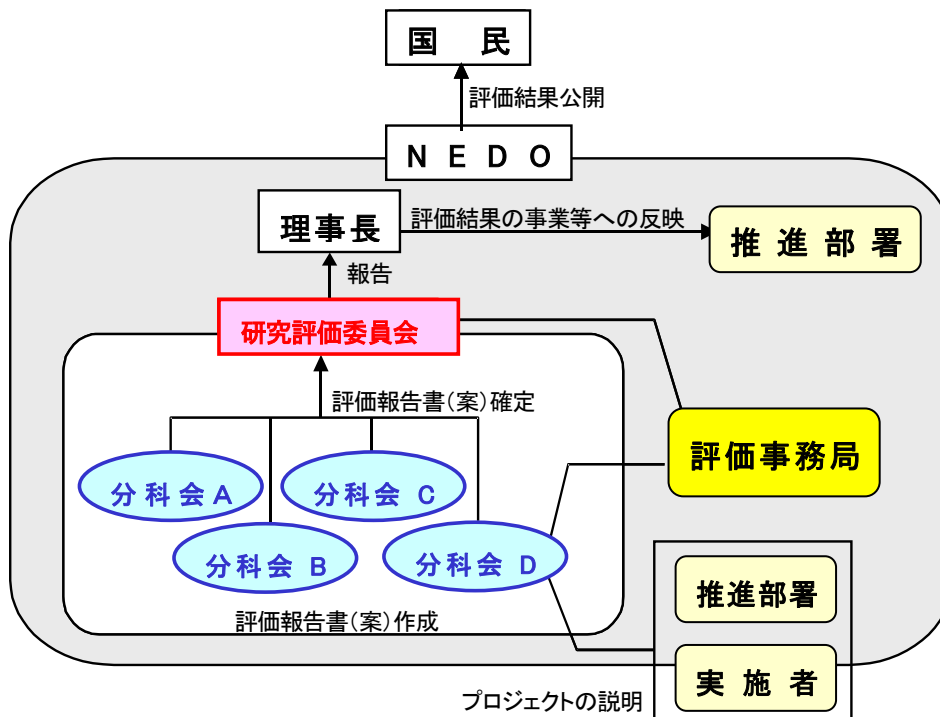 国 民
評価結果公開
N E D O
理事長
評価結果の事業等への反映
推 進 部 署
報告
研究評価委員会
評価報告書(案)確定
評価事務局
分科会A
分科会 C
分科会 B
分科会 D
推進部署
評価報告書(案)作成
実 施 者
プロジェクトの説明